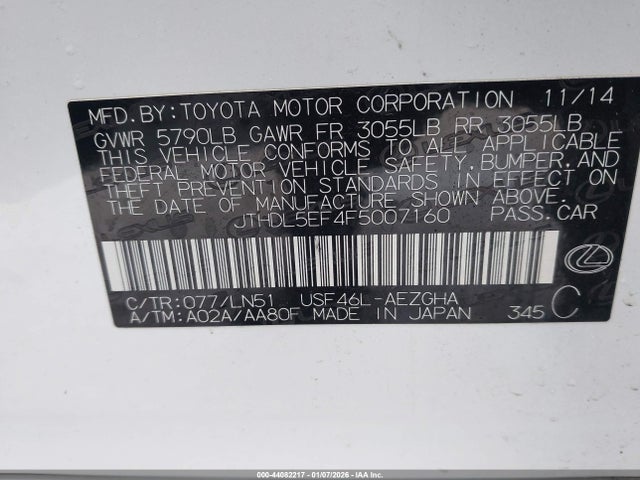 MFD.BY:TOYOTA MOTOR CORPORATION 11/14
GVWR 5790LB GAWR FR 3055LB RR 3055LB
THIS VEHICLE CONFORMS TO ALL APPLICABLE
FEDERAL MOTOR VEHICLE SAFETY, BUMPER, AND
THEFT PREVENTION STANDARDS IN EFFECT ON
THE DATE OF MANUFACTURE SHOWN ABOVE.
JTHDL5EF4F5007160 PASS.CAR
C/TR:077/LN51 USF46L-AEZGHA
A/TM:A02A/AA80F MADE IN JAPAN 345 C
000-44082217 - 01/07/2026 - IAA Inc.